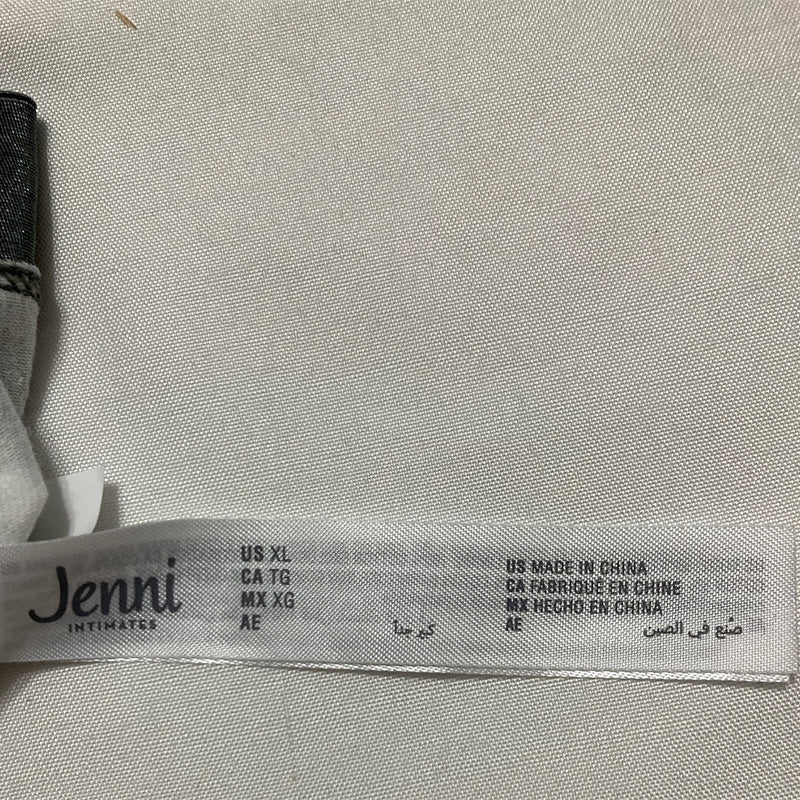 Jenni
INTIMATES
US XL
CA TG
MX XG
AE كبير جداً
US MADE IN CHINA
CA FABRIQUÉ EN CHINE
MX HECHO EN CHINA
AE صُنع في الصين